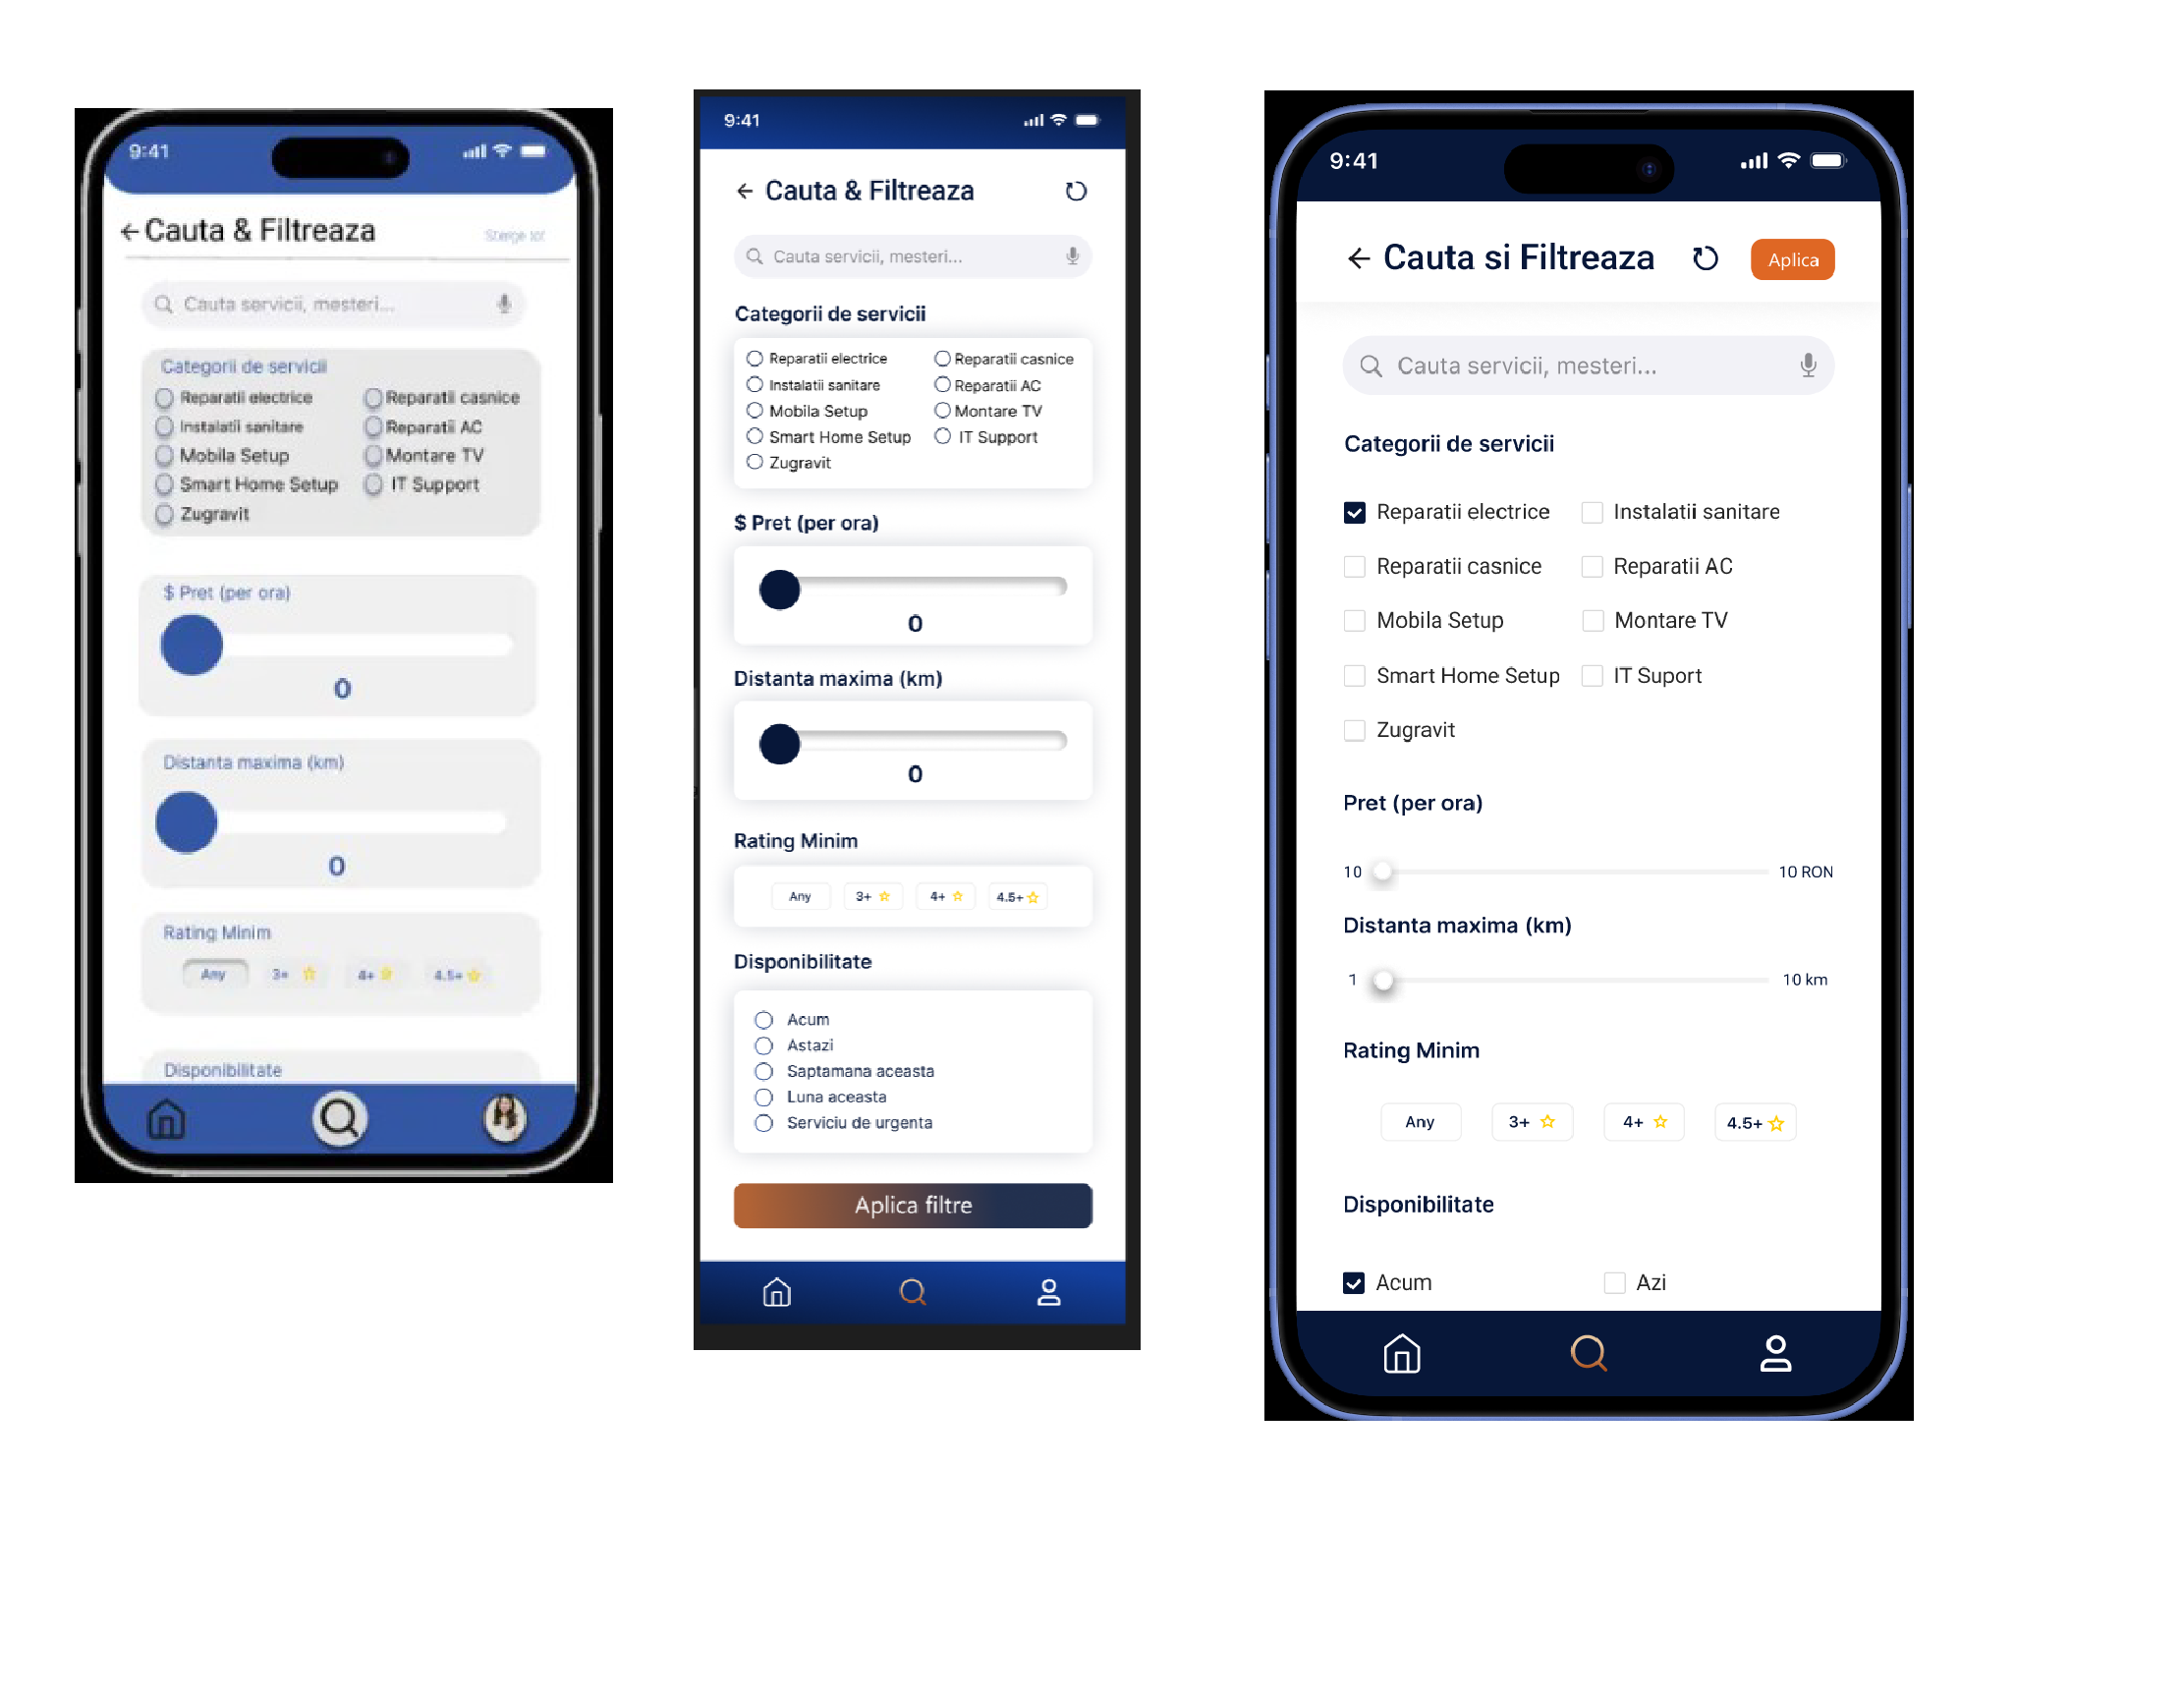 9:41
Cauta & Filtreaza
Sterge tot
Cauta servicii, mesteri...
Categorii de servicii
Reparatii electrice Reparatii casnice
Instalatii sanitare Reparatii AC
Mobila Setup Montare TV
Smart Home Setup IT Support
Zugravit
$ Pret (per ora)
0
Distanta maxima (km)
0
Rating Minim
Any 3+ 4+ 4.5+
Disponibilitate
9:41
Cauta & Filtreaza
Cauta servicii, mesteri...
Categorii de servicii
Reparatii electrice Reparatii casnice
Instalatii sanitare Reparatii AC
Mobila Setup Montare TV
Smart Home Setup IT Support
Zugravit
$ Pret (per ora)
0
Distanta maxima (km)
0
Rating Minim
Any 3+ 4+ 4.5+
Disponibilitate
Acum
Astazi
Saptamana aceasta
Luna aceasta
Serviciu de urgenta
Aplica filtre
9:41
Cauta si Filtreaza Aplica
Cauta servicii, mesteri...
Categorii de servicii
Reparatii electrice Instalatii sanitare
Reparatii casnice Reparatii AC
Mobila Setup Montare TV
Smart Home Setup IT Suport
Zugravit
Pret (per ora)
10 10 RON
Distanta maxima (km)
1 10 km
Rating Minim
Any 3+ 4+ 4.5+
Disponibilitate
Acum Azi